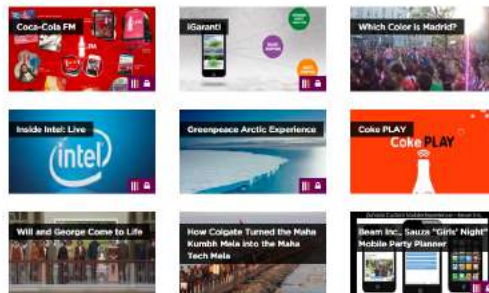 Coca-Cola FM
.FM
iGaranti
Which Color is Madrid?
Inside Intel: Live
intel
Greenpeace Arctic Experience
Coke PLAY
Coke PLAY
Will and George Come to Life
How Colgate Turned the Maha
Kumbh Mela into the Maha
Tech Mela
Beam Inc., Sauza "Girls' Night"
Mobile Party Planner